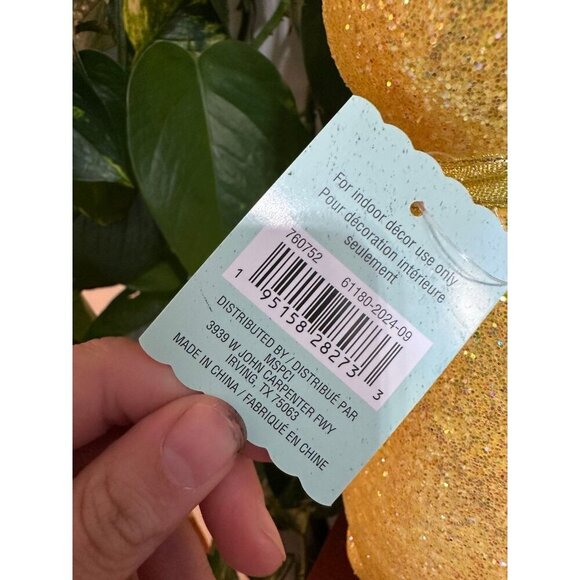 For indoor décor use only
Pour décoration intérieure
seulement
760752 61180-2024-09
1 95158 28273 3
DISTRIBUTED BY / DISTRIBUÉ PAR
MSPCI
3939 W. JOHN CARPENTER FWY
IRVING, TX 75063
MADE IN CHINA / FABRIQUÉ EN CHINE